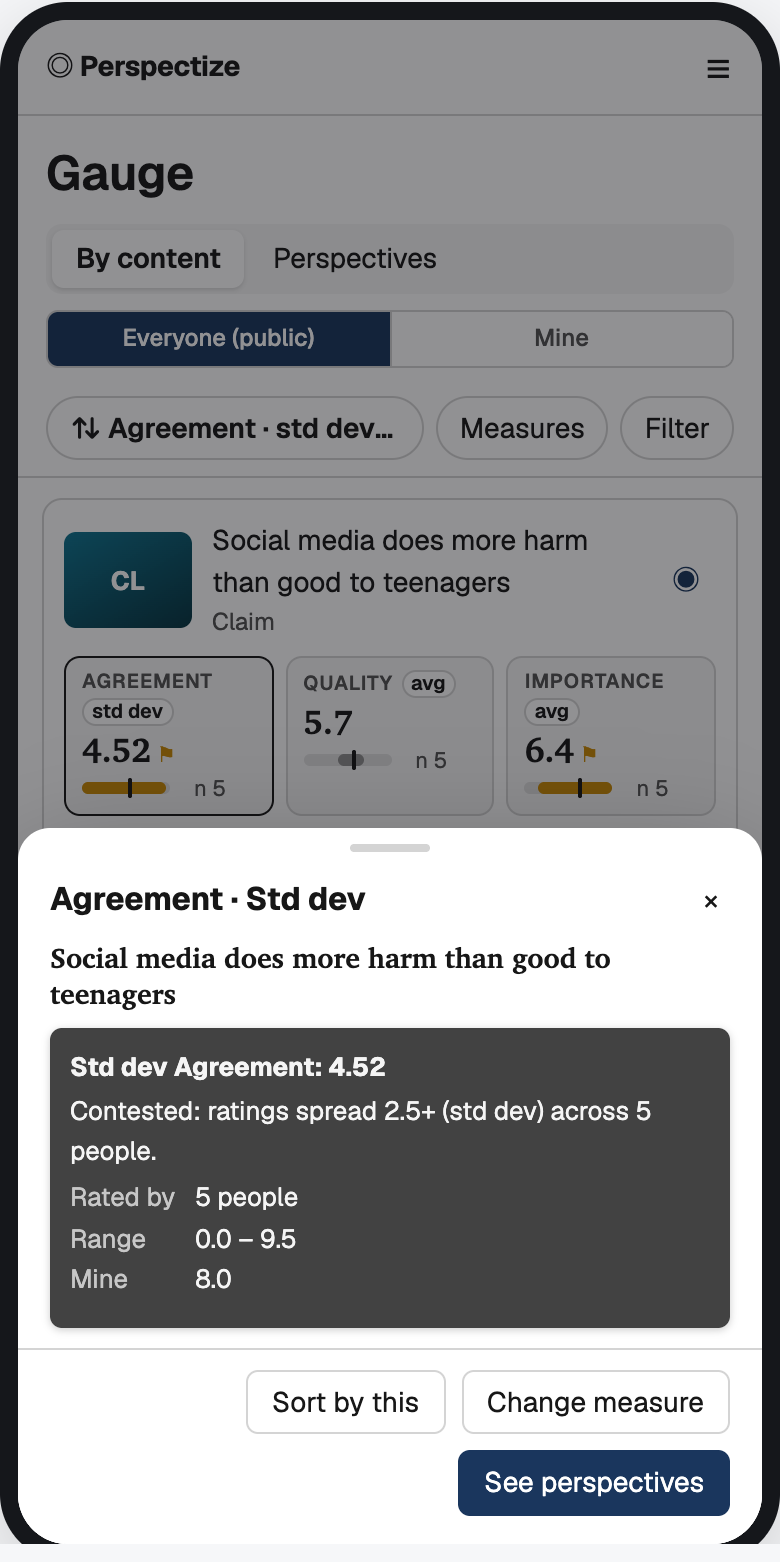 Perspectize
Gauge
By content Perspectives
Everyone (public) Mine
Agreement · std dev... Measures Filter
CL
Social media does more harm
than good to teenagers
Claim
AGREEMENT
std dev
4.52
n 5
QUALITY avg
5.7
n 5
IMPORTANCE
avg
6.4
n 5
Agreement · Std dev
×
Social media does more harm than good to
teenagers
Std dev Agreement: 4.52
Contested: ratings spread 2.5+ (std dev) across 5
people.
Rated by 5 people
Range 0.0 – 9.5
Mine 8.0
Sort by this Change measure
See perspectives